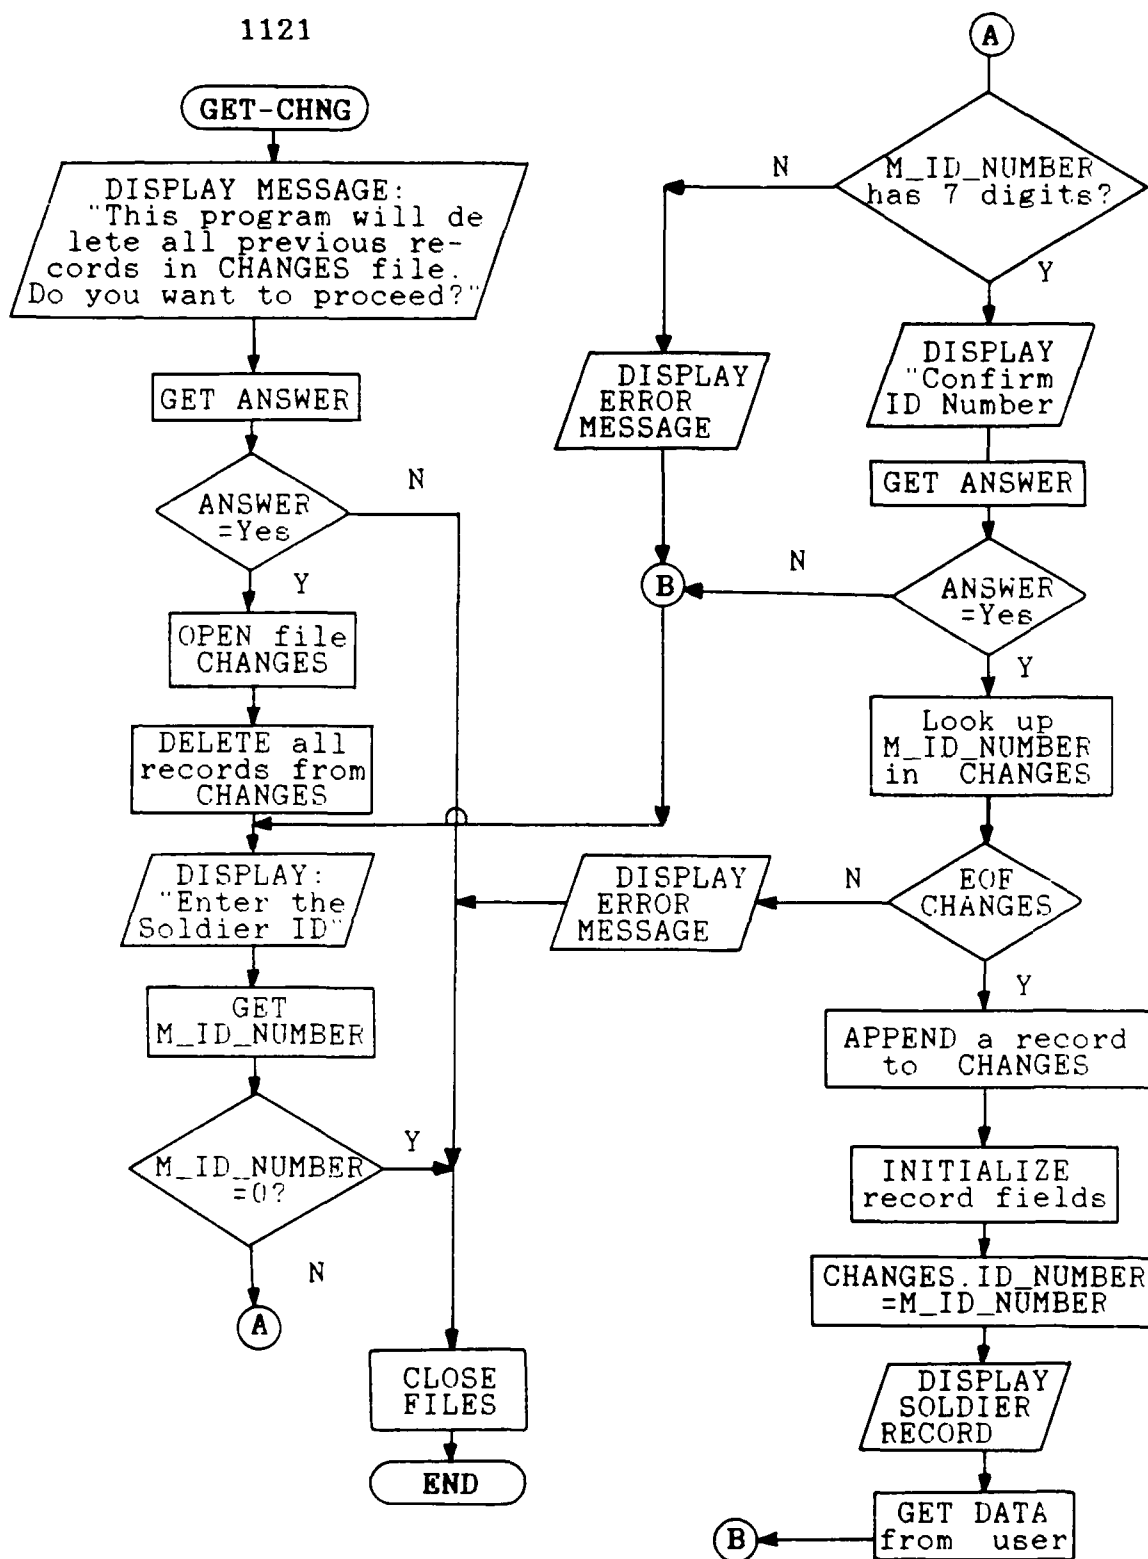 1121
GET-CHNG
DISPLAY MESSAGE:
"This program will de
lete all previous re-
cords in CHANGES file.
Do you want to proceed?"
GET ANSWER
ANSWER
=Yes
N
Y
OPEN file
CHANGES
DELETE all
records from
CHANGES
DISPLAY:
"Enter the
Soldier ID"
GET
M_ID_NUMBER
M_ID_NUMBER
=0?
Y
N
A
CLOSE
FILES
END
A
M_ID_NUMBER
has 7 digits?
N
Y
DISPLAY
ERROR
MESSAGE
DISPLAY
"Confirm
ID Number
GET ANSWER
ANSWER
=Yes
N
B
Y
Look up
M_ID_NUMBER
in CHANGES
EOF
CHANGES
N
DISPLAY
ERROR
MESSAGE
Y
APPEND a record
to CHANGES
INITIALIZE
record fields
CHANGES.ID_NUMBER
=M_ID_NUMBER
DISPLAY
SOLDIER
RECORD
GET DATA
from user
B